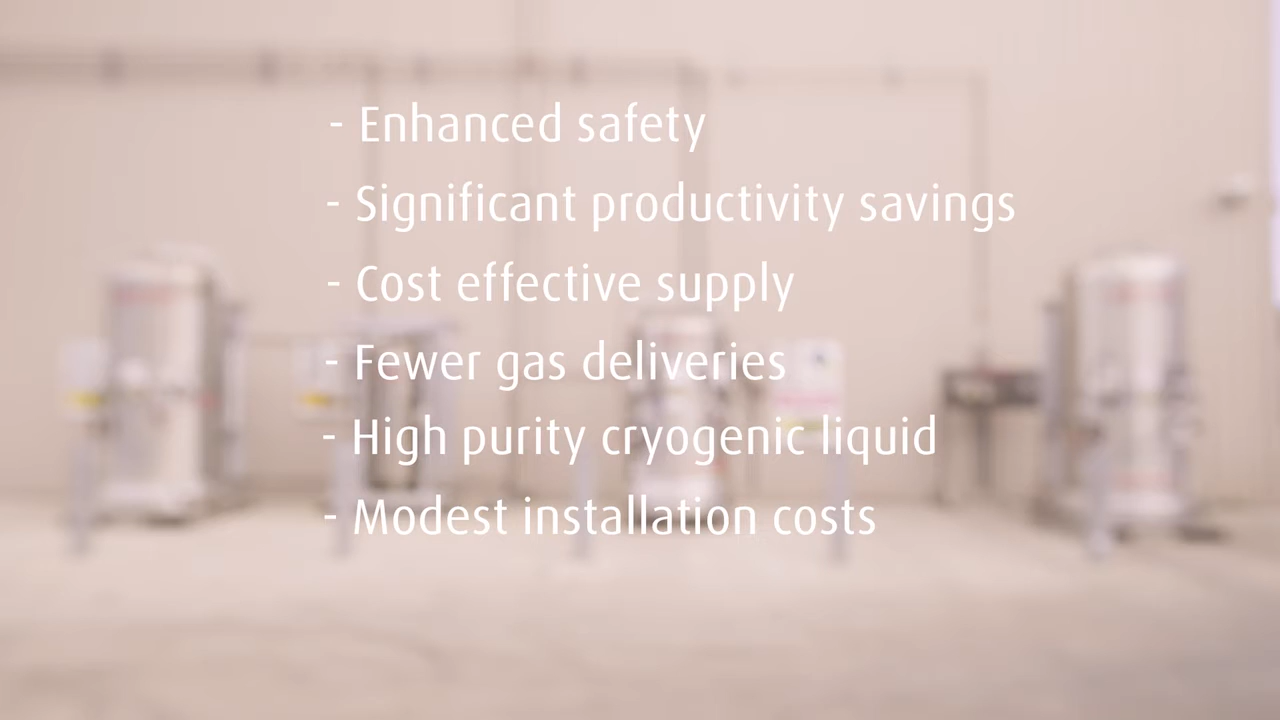 - Enhanced safety
- Significant productivity savings
- Cost effective supply
- Fewer gas deliveries
- High purity cryogenic liquid
- Modest installation costs